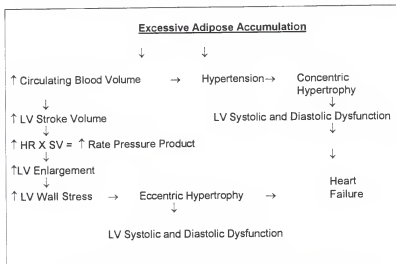 Excessive Adipose Accumulation
↓ ↓
↑ Circulating Blood Volume → Hypertension→ Concentric
Hypertrophy
↓ ↓
↑ LV Stroke Volume LV Systolic and Diastolic Dysfunction
↓ ↓
↑ HR X SV = ↑ Rate Pressure Product
↓ ↓
↑LV Enlargement
↓ Heart
↑ LV Wall Stress → Eccentric Hypertrophy → Failure
↓
LV Systolic and Diastolic Dysfunction